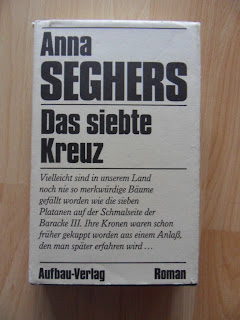 Anna
SEGHERS
Das siebte
Kreuz
Vielleicht sind in unserem Land
noch nie so merkwürdige Bäume
gefällt worden wie die sieben
Platanen auf der Schmalseite der
Baracke III. Ihre Kronen waren schon
früher gekappt worden aus einem Anlaß,
den man später erfahren wird ...
Aufbau-Verlag Roman